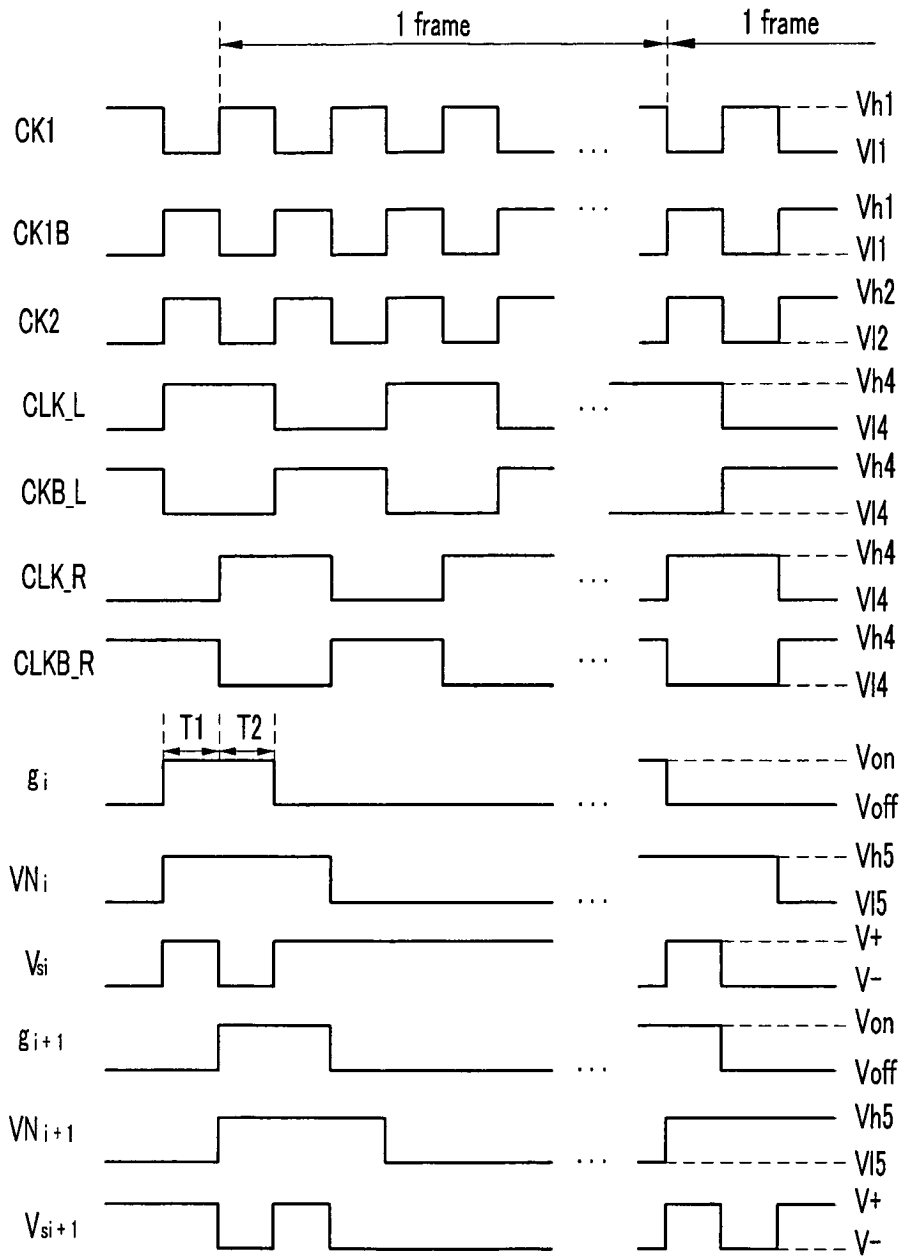 1 frame 1 frame
CK1 Vh1
Vl1
CK1B Vh1
Vl1
CK2 Vh2
Vl2
CLK_L Vh4
Vl4
CKB_L Vh4
Vl4
CLK_R Vh4
Vl4
CLKB_R Vh4
Vl4
T1 T2
gi Von
Voff
VNi Vh5
Vl5
Vsi V+
V-
gi+1 Von
Voff
VNi+1 Vh5
Vl5
Vsi+1 V+
V-